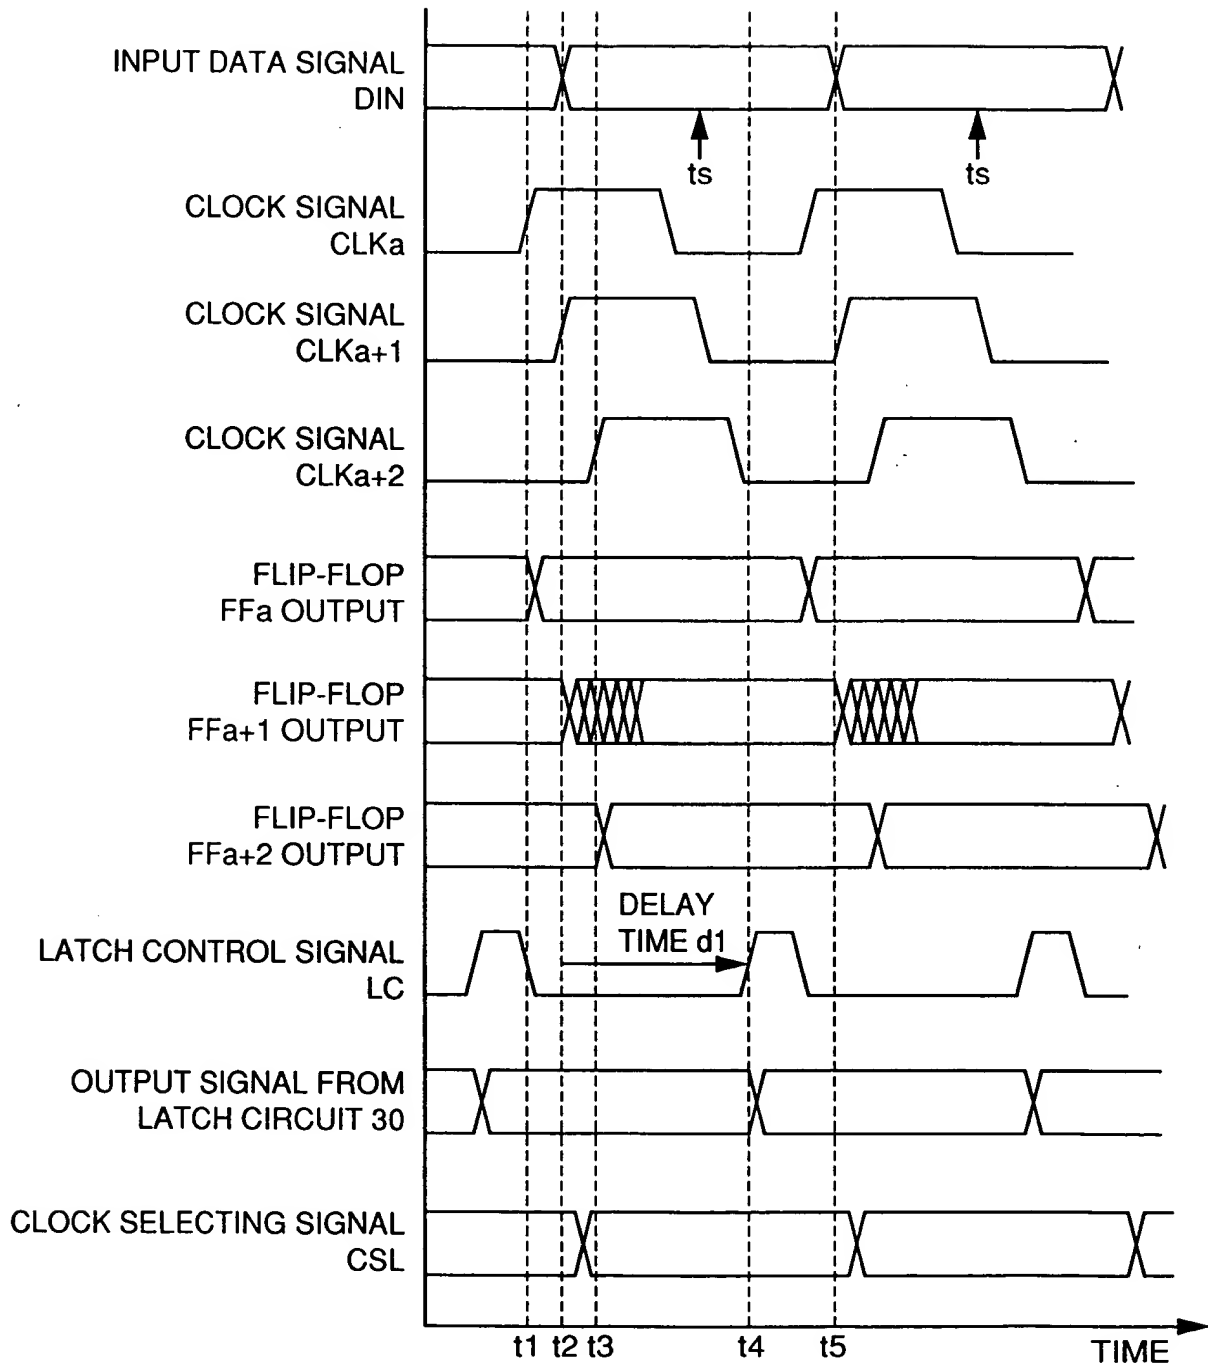 INPUT DATA SIGNAL
DIN
ts
ts
CLOCK SIGNAL
CLKa
CLOCK SIGNAL
CLKa+1
CLOCK SIGNAL
CLKa+2
FLIP-FLOP
FFa OUTPUT
FLIP-FLOP
FFa+1 OUTPUT
FLIP-FLOP
FFa+2 OUTPUT
DELAY
TIME d1
LATCH CONTROL SIGNAL
LC
OUTPUT SIGNAL FROM
LATCH CIRCUIT 30
CLOCK SELECTING SIGNAL
CSL
t1 t2 t3 t4 t5 TIME